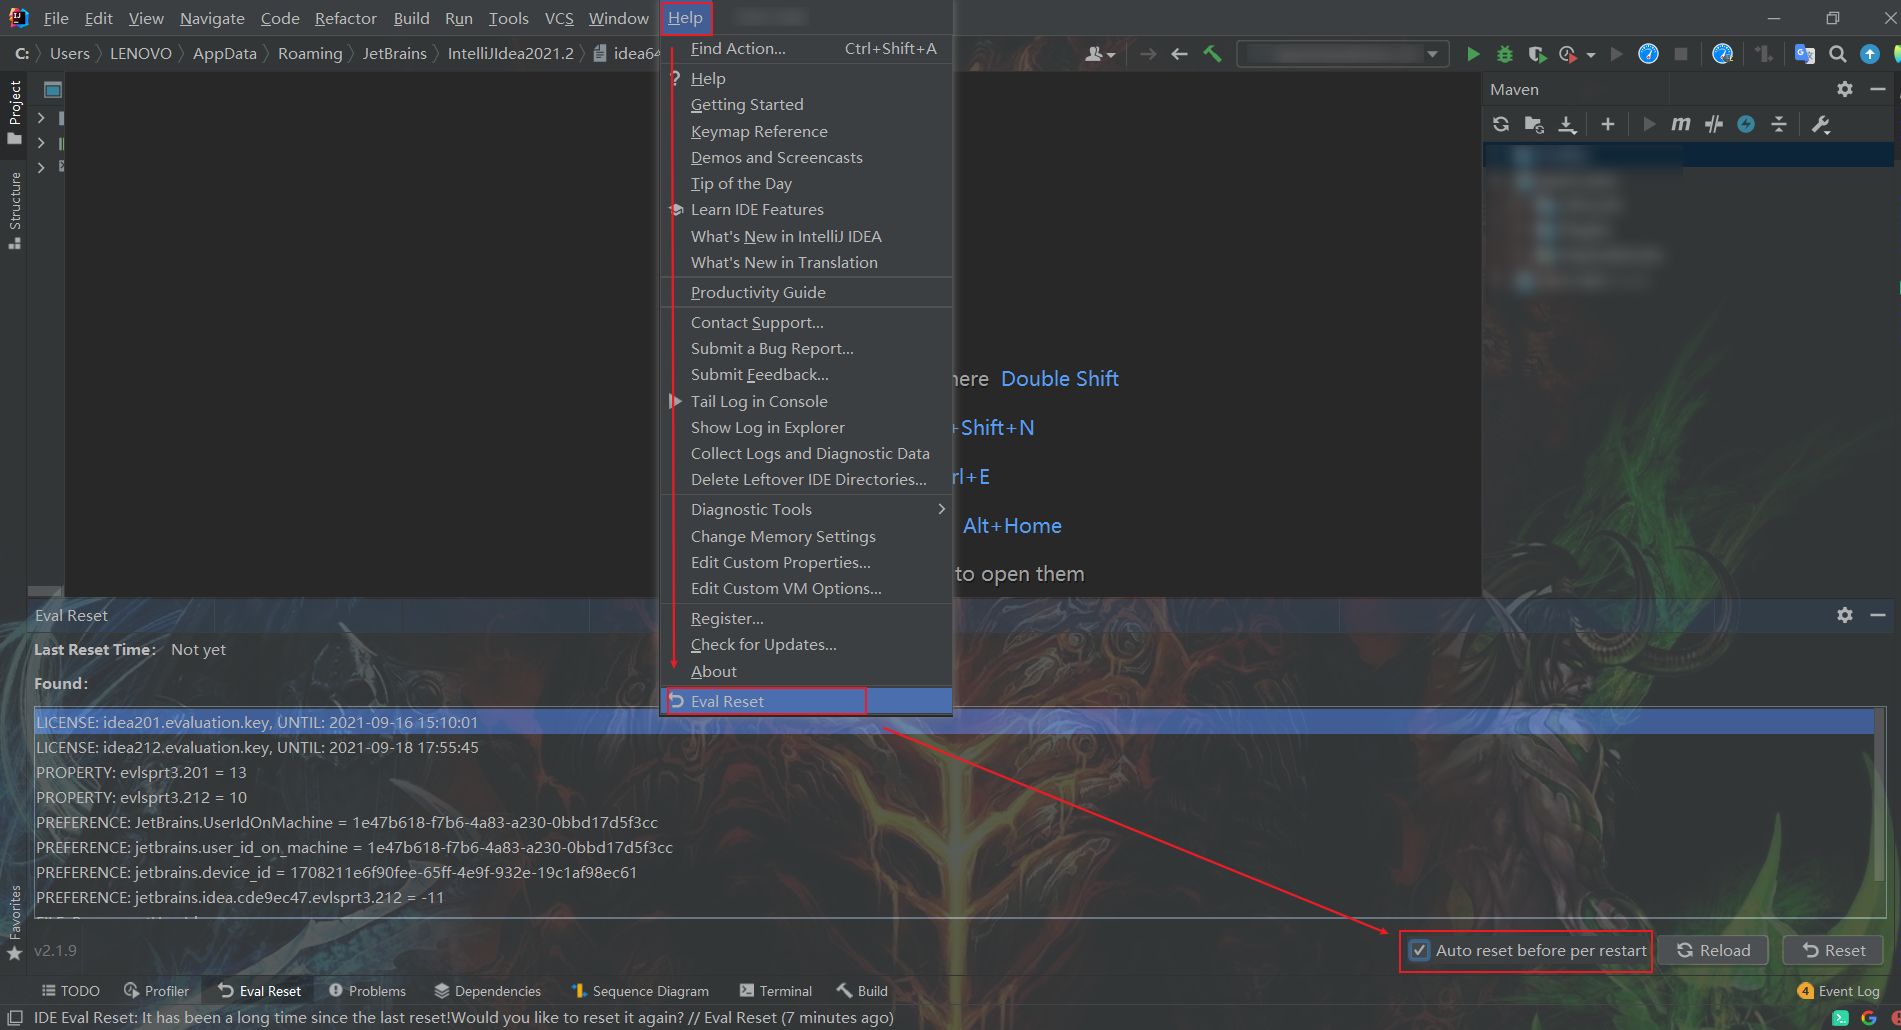 File Edit View Navigate Code Refactor Build Run Tools VCS Window Help
C: Users LENOVO AppData Roaming JetBrains IntelliJIdea2021.2 idea64
Find Action... Ctrl+Shift+A
Help
Getting Started
Keymap Reference
Demos and Screencasts
Tip of the Day
Learn IDE Features
What's New in IntelliJ IDEA
What's New in Translation
Productivity Guide
Contact Support...
Submit a Bug Report...
Submit Feedback...
Tail Log in Console
Show Log in Explorer
Collect Logs and Diagnostic Data
Delete Leftover IDE Directories...
Diagnostic Tools
Change Memory Settings
Edit Custom Properties...
Edit Custom VM Options...
Register...
Check for Updates...
About
Eval Reset
Project
Structure
Favorites
Maven
m
here Double Shift
+Shift+N
rl+E
Alt+Home
to open them
Eval Reset
Last Reset Time: Not yet
Found:
LICENSE: idea201.evaluation.key, UNTIL: 2021-09-16 15:10:01
LICENSE: idea212.evaluation.key, UNTIL: 2021-09-18 17:55:45
PROPERTY: evlsprt3.201 = 13
PROPERTY: evlsprt3.212 = 10
PREFERENCE: JetBrains.UserIdOnMachine = 1e47b618-f7b6-4a83-a230-0bbd17d5f3cc
PREFERENCE: jetbrains.user_id_on_machine = 1e47b618-f7b6-4a83-a230-0bbd17d5f3cc
PREFERENCE: jetbrains.device_id = 1708211e6f90fee-65ff-4e9f-932e-19c1af98ec61
PREFERENCE: jetbrains.idea.cde9ec47.evlsprt3.212 = -11
v2.1.9
Auto reset before per restart Reload Reset
TODO Profiler Eval Reset Problems Dependencies Sequence Diagram Terminal Build 4 Event Log
IDE Eval Reset: It has been a long time since the last reset!Would you like to reset it again? // Eval Reset (7 minutes ago)